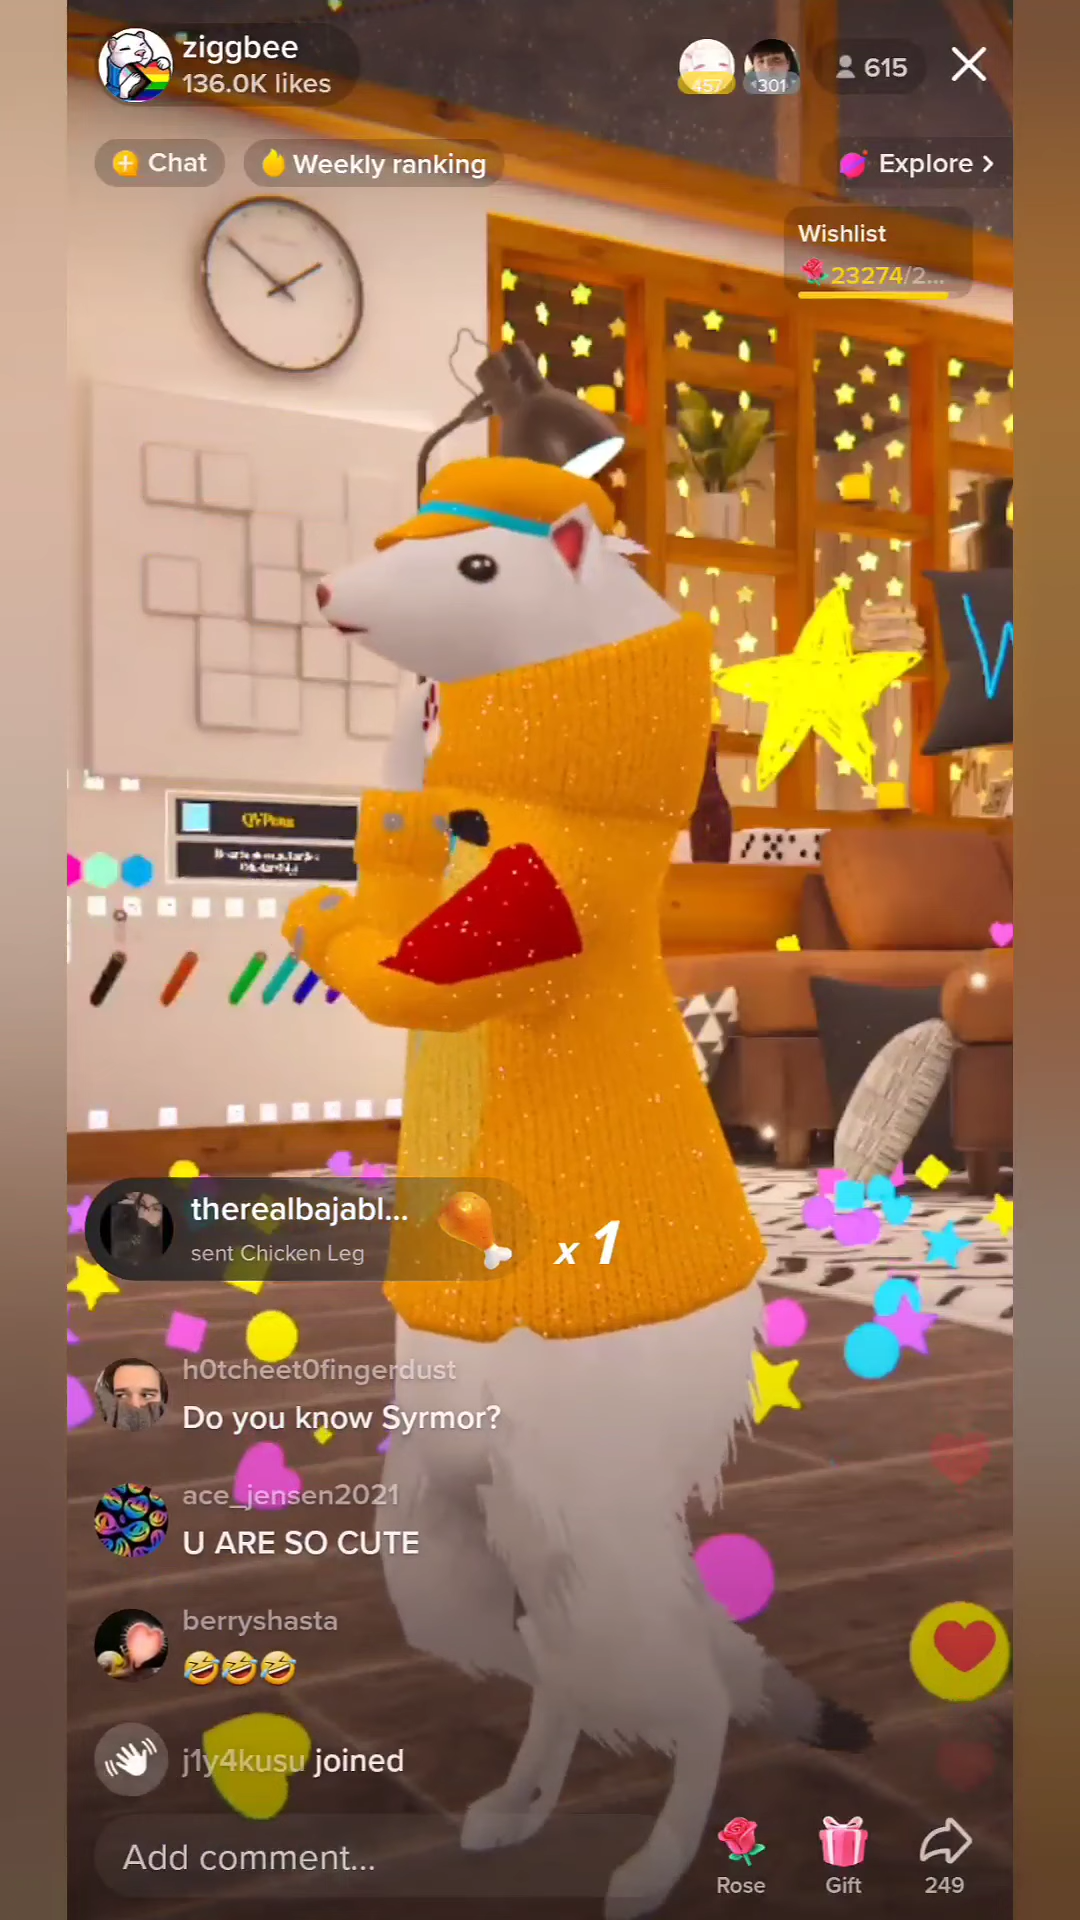 ziggbee
136.0K likes
457
301
615
Chat
Weekly ranking
Explore
Wishlist
23274/2...
W
QVPens
therealbajabl...
sent Chicken Leg
x 1
h0tcheet0fingerdust
Do you know Syrmor?
ace_jensen2021
U ARE SO CUTE
berryshasta
j1y4kusu joined
Add comment...
Rose
Gift
249